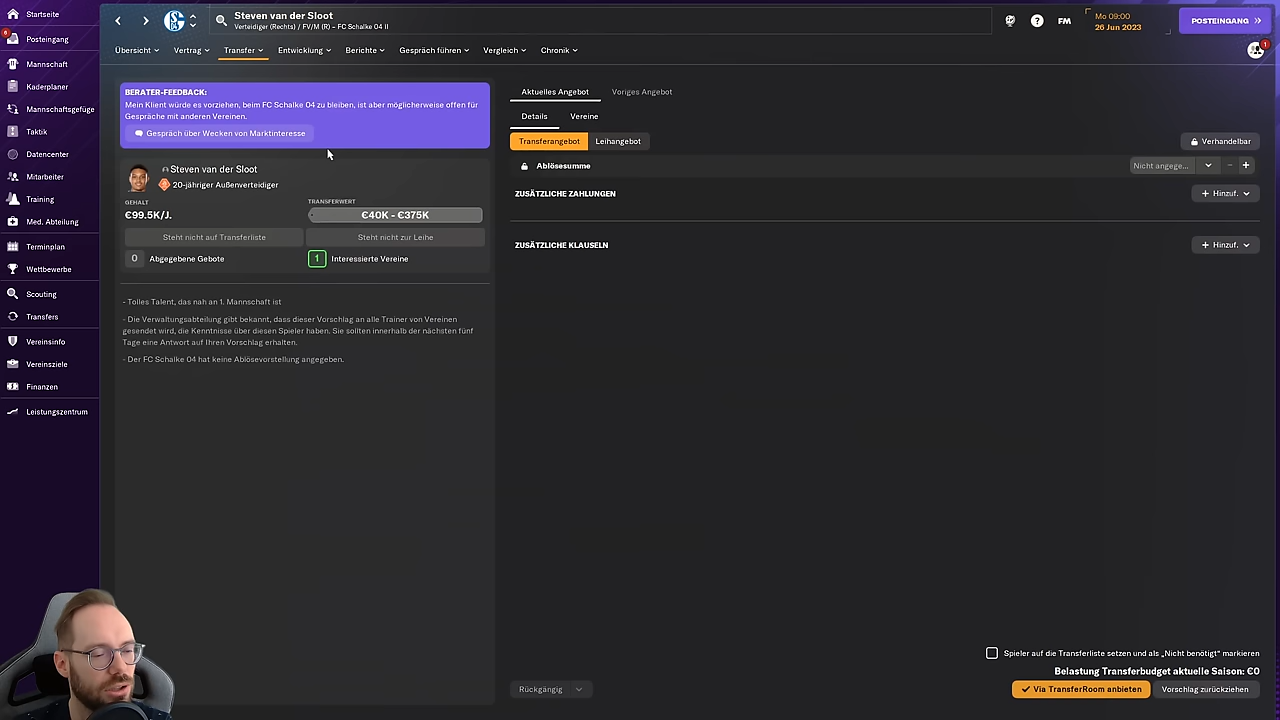 Startseite
Posteingang
6
Mannschaft
Kaderplaner
Mannschaftsgefüge
Taktik
Datencenter
Mitarbeiter
Training
Med. Abteilung
Terminplan
Wettbewerbe
Scouting
Transfers
Vereinsinfo
Vereinsziele
Finanzen
Leistungszentrum
Steven van der Sloot
Verteidiger (Rechts) / FV/M (R) – FC Schalke 04 II
FM
Mo 09:00
26 Jun 2023
POSTEINGANG
Übersicht
Vertrag
Transfer
Entwicklung
Berichte
Gespräch führen
Vergleich
Chronik
1
BERATER-FEEDBACK:
Mein Klient würde es vorziehen, beim FC Schalke 04 zu bleiben, ist aber möglicherweise offen für
Gespräche mit anderen Vereinen.
Gespräch über Wecken von Marktinteresse
Steven van der Sloot
20-jähriger Außenverteidiger
GEHALT
€99.5K/J.
TRANSFERWERT
€40K - €375K
Steht nicht auf Transferliste
Steht nicht zur Leihe
0 Abgegebene Gebote
1 Interessierte Vereine
- Tolles Talent, das nah an 1. Mannschaft ist
- Die Verwaltungsabteilung gibt bekannt, dass dieser Vorschlag an alle Trainer von Vereinen
gesendet wird, die Kenntnisse über diesen Spieler haben. Sie sollten innerhalb der nächsten fünf
Tage eine Antwort auf Ihren Vorschlag erhalten.
- Der FC Schalke 04 hat keine Ablösevorstellung angegeben.
Aktuelles Angebot
Voriges Angebot
Details
Vereine
Transferangebot
Leihangebot
Verhandelbar
Ablösesumme
Nicht angege...
ZUSÄTZLICHE ZAHLUNGEN
Hinzuf.
ZUSÄTZLICHE KLAUSELN
Hinzuf.
Spieler auf die Transferliste setzen und als „Nicht benötigt“ markieren
Belastung Transferbudget aktuelle Saison: €0
Rückgängig
Via TransferRoom anbieten
Vorschlag zurückziehen